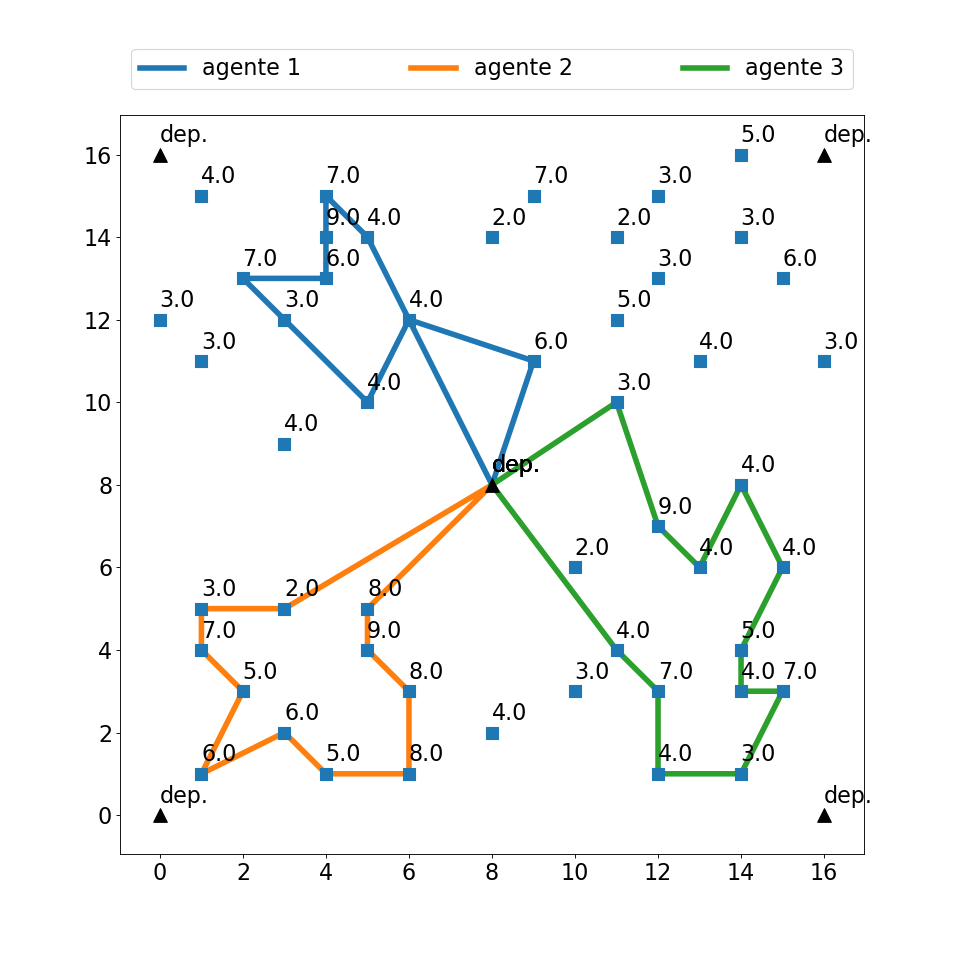 agente 1 agente 2 agente 3
dep. 5.0 dep.
16
4.0 7.0 7.0 3.0
9.0 4.0 2.0 2.0 3.0
14
7.0 6.0 3.0 6.0
3.0 3.0 4.0 5.0
12
3.0 6.0 4.0 3.0
4.0 3.0
10
4.0
dep. 4.0
8
9.0
2.0 4.0 4.0
6
3.0 2.0 8.0
7.0 9.0 4.0 5.0
4
5.0 8.0 3.0 7.0 4.0 7.0
6.0 4.0
2
6.0 5.0 8.0 4.0 3.0
dep. dep.
0
0 2 4 6 8 10 12 14 16